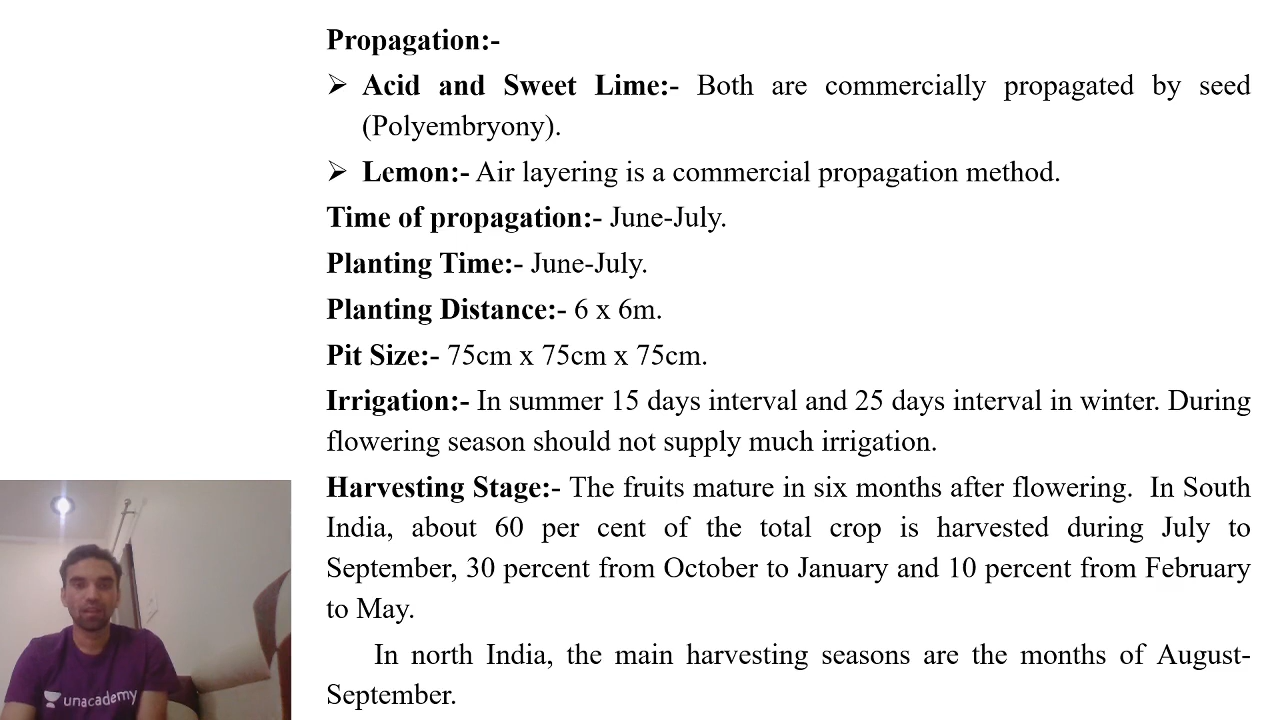 Propagation:-
➢ Acid and Sweet Lime:- Both are commercially propagated by seed
(Polyembryony).
➢ Lemon:- Air layering is a commercial propagation method.
Time of propagation:- June-July.
Planting Time:- June-July.
Planting Distance:- 6 x 6m.
Pit Size:- 75cm x 75cm x 75cm.
Irrigation:- In summer 15 days interval and 25 days interval in winter. During
flowering season should not supply much irrigation.
Harvesting Stage:- The fruits mature in six months after flowering. In South
India, about 60 per cent of the total crop is harvested during July to
September, 30 percent from October to January and 10 percent from February
to May.
In north India, the main harvesting seasons are the months of August-
September.
unacademy